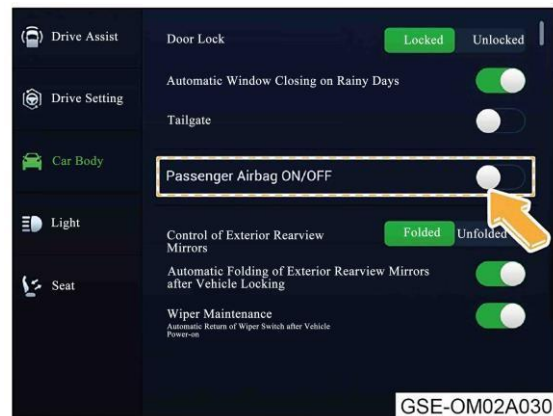 Drive Assist
Drive Setting
Car Body
Light
Seat
Door Lock
Locked
Unlocked
Automatic Window Closing on Rainy Days
Tailgate
Passenger Airbag ON/OFF
Control of Exterior Rearview
Mirrors
Folded
Unfolded
Automatic Folding of Exterior Rearview Mirrors
after Vehicle Locking
Wiper Maintenance
Automatic Return of Wiper Switch after Vehicle
Power-on
GSE-OM02A030